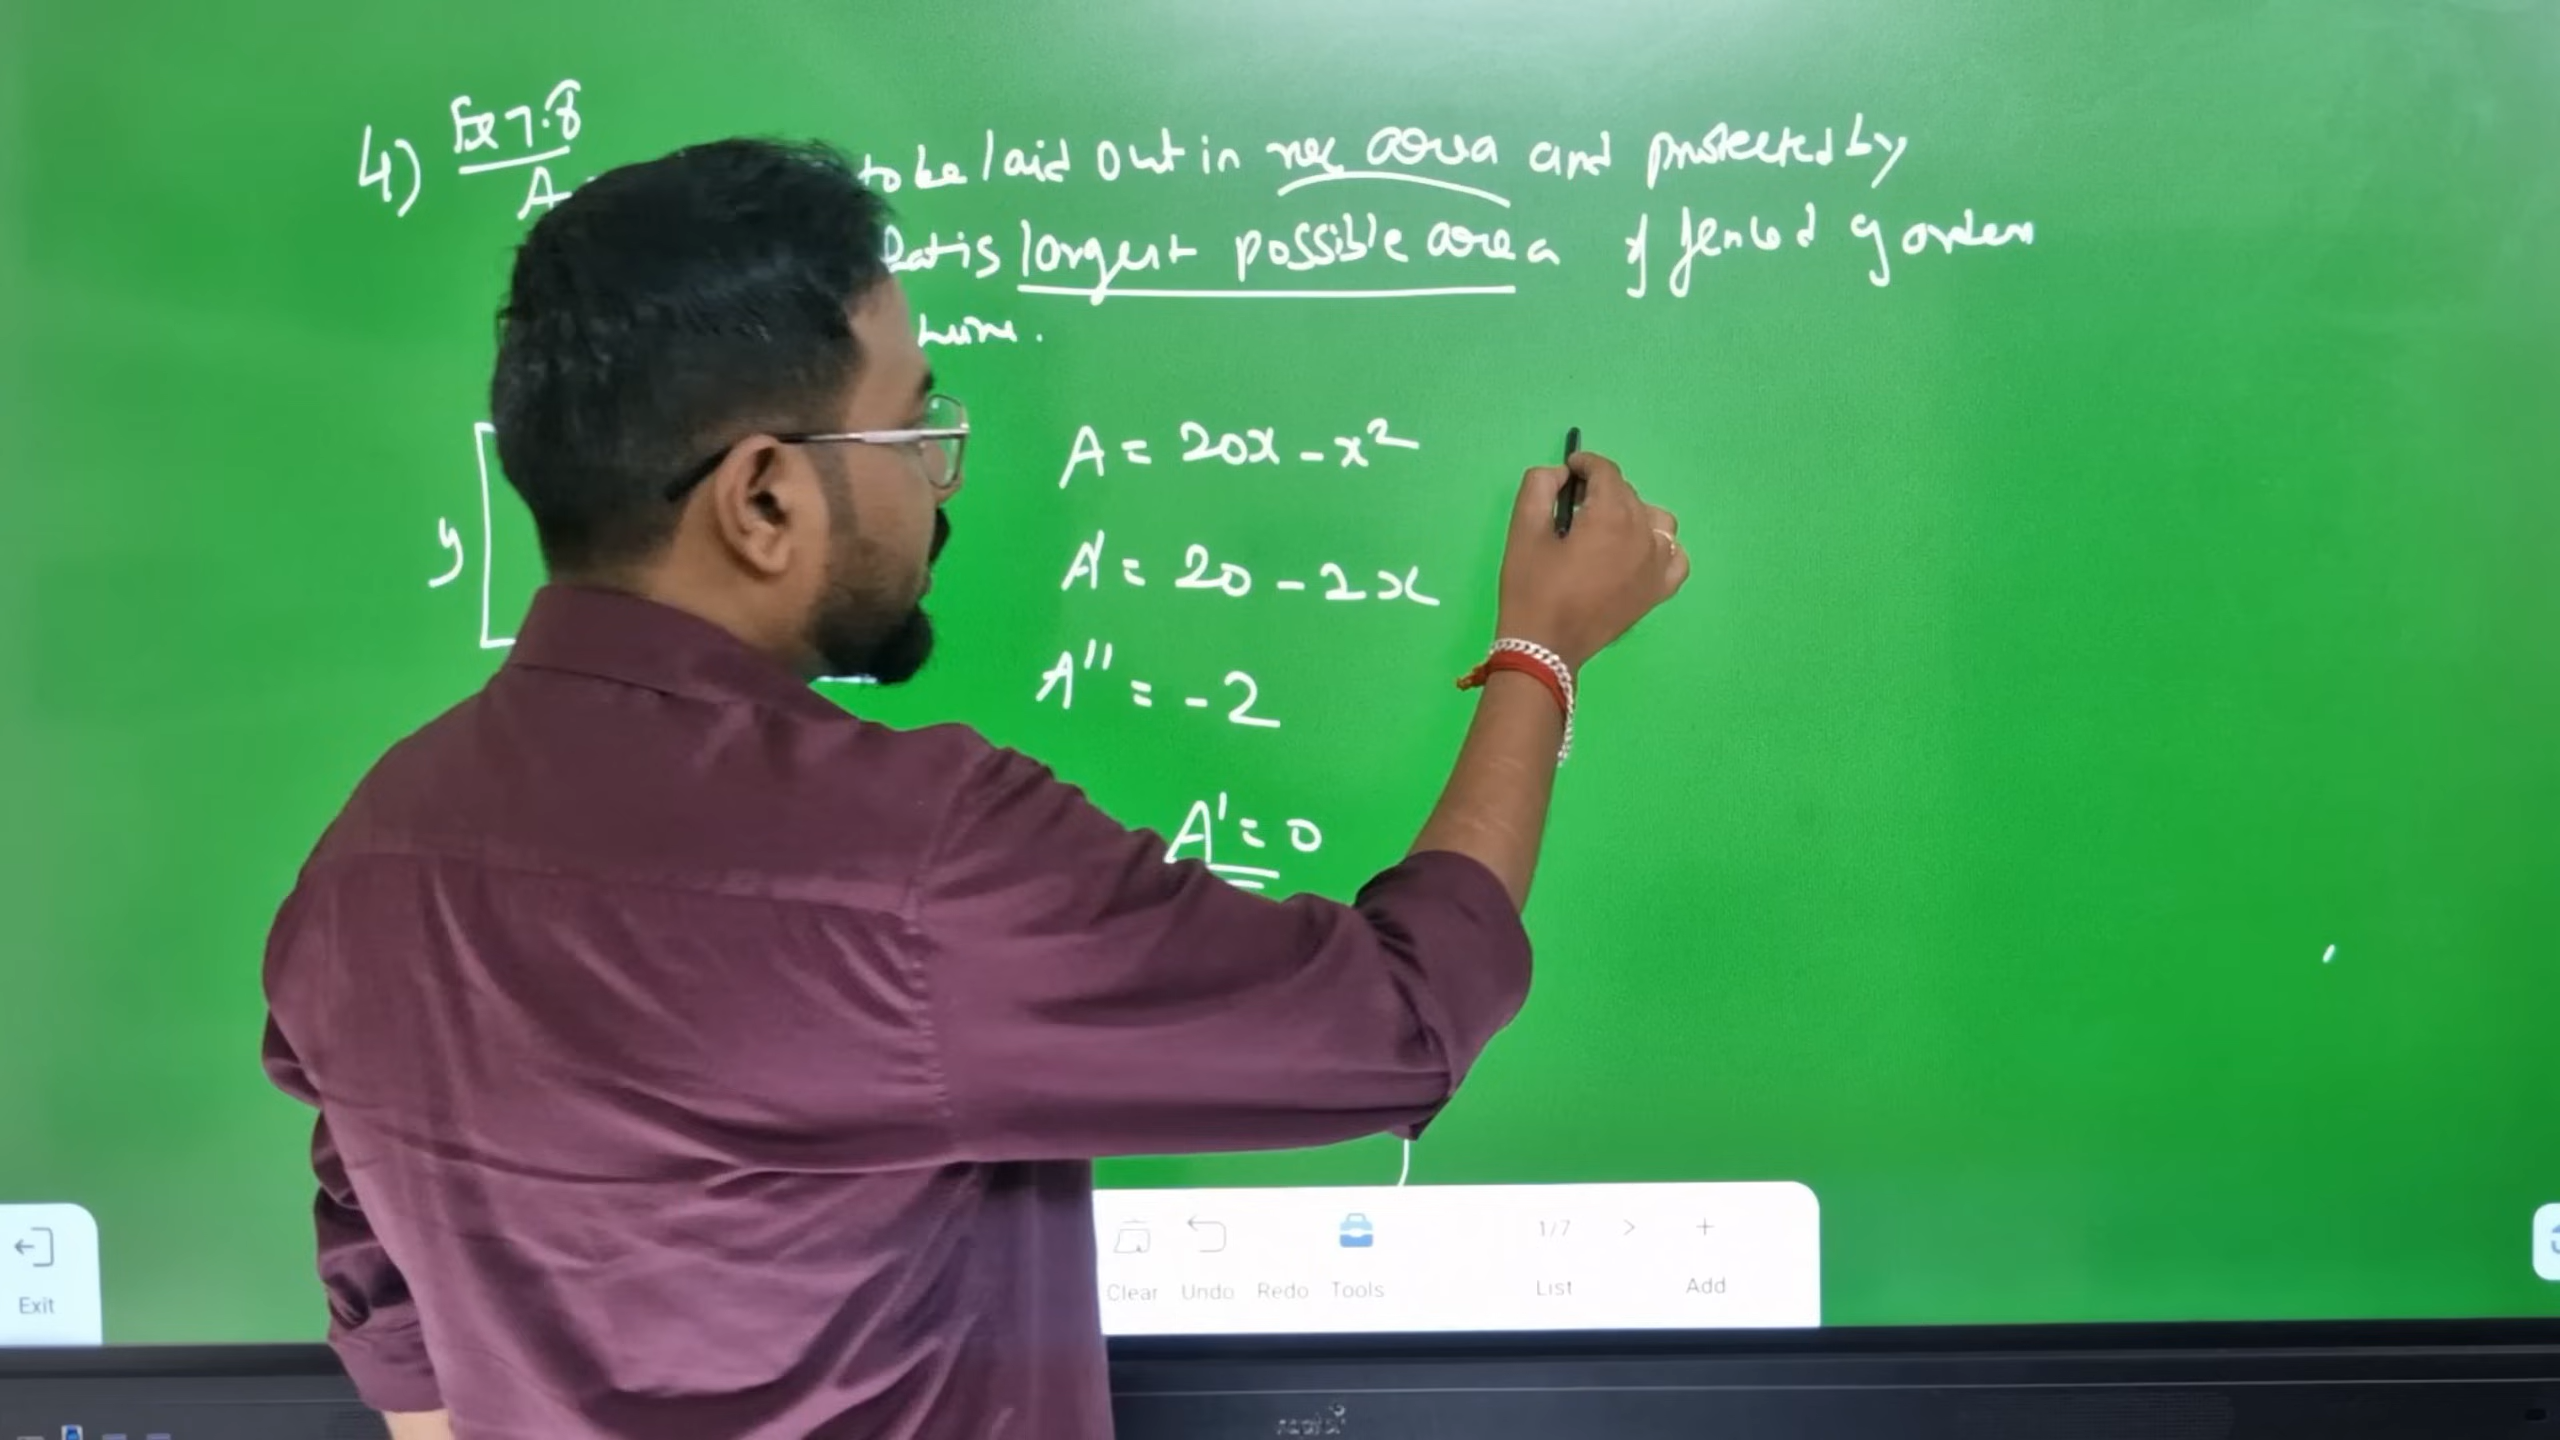 4) Ex 7.8
A to be laid out in rec area and protected by
is largest possible area of fenced garden
wire.
y
A = 20x - x²
A' = 20 - 2x
A'' = -2
A' = 0
Exit
Clear Undo Redo Tools 1/7 List > + Add